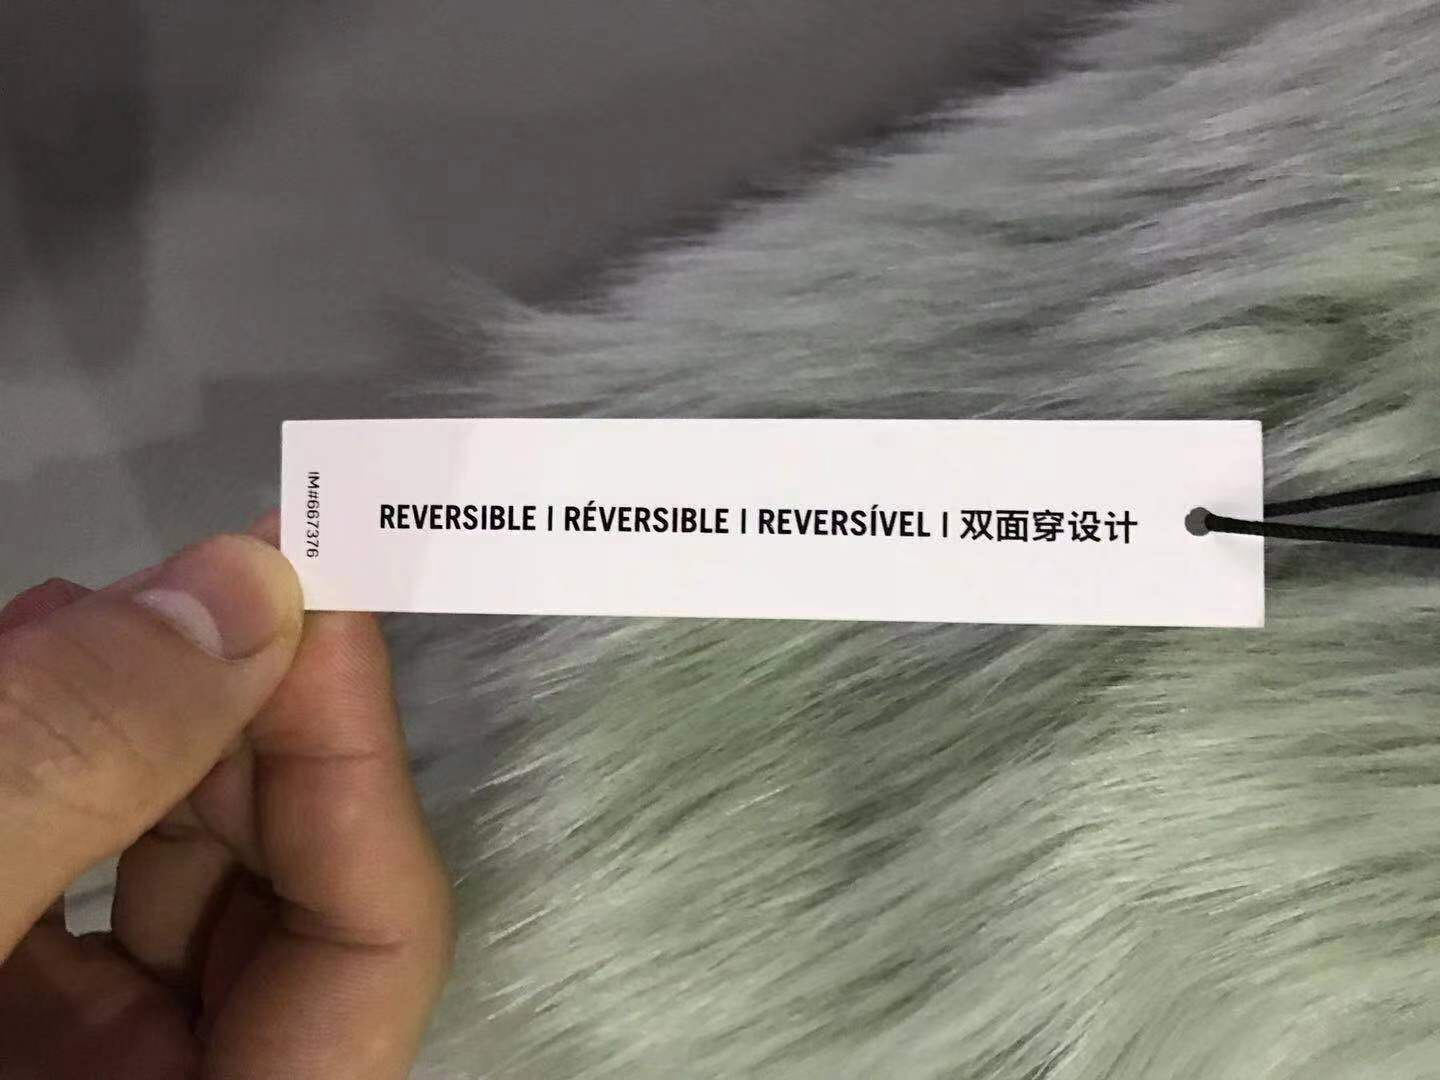 IM#667376
REVERSIBLE | RÉVERSIBLE | REVERSÍVEL | 双面穿设计